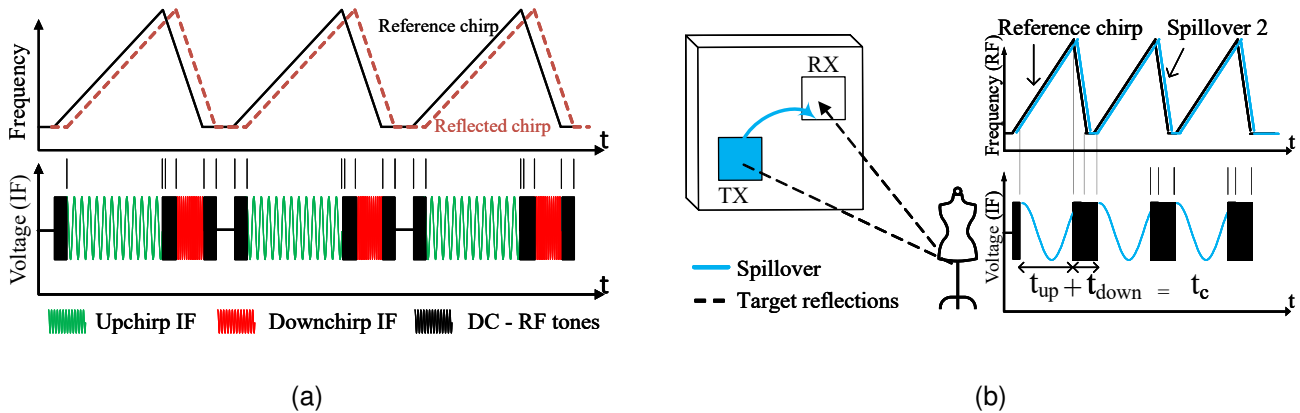 Frequency
Reference chirp
Reflected chirp
t
Voltage (IF)
t
Upchirp IF
Downchirp IF
DC - RF tones
(a)
RX
TX
Spillover
Target reflections
Frequency (RF)
Reference chirp
Spillover 2
t
Voltage (IF)
t_up + t_down = t_c
t
(b)